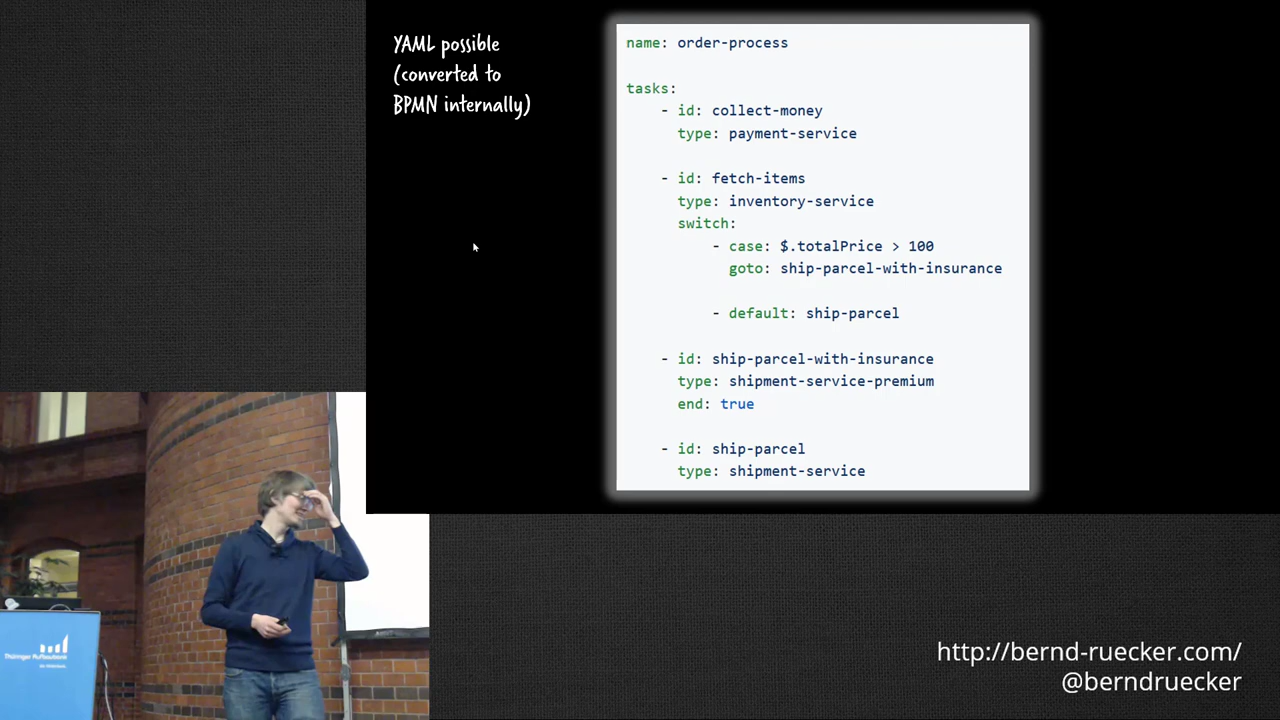 YAML possible
(converted to
BPMN internally)
name: order-process
tasks:
- id: collect-money
type: payment-service
- id: fetch-items
type: inventory-service
switch:
- case: $.totalPrice > 100
goto: ship-parcel-with-insurance
- default: ship-parcel
- id: ship-parcel-with-insurance
type: shipment-service-premium
end: true
- id: ship-parcel
type: shipment-service
http://bernd-ruecker.com/
@berndruecker